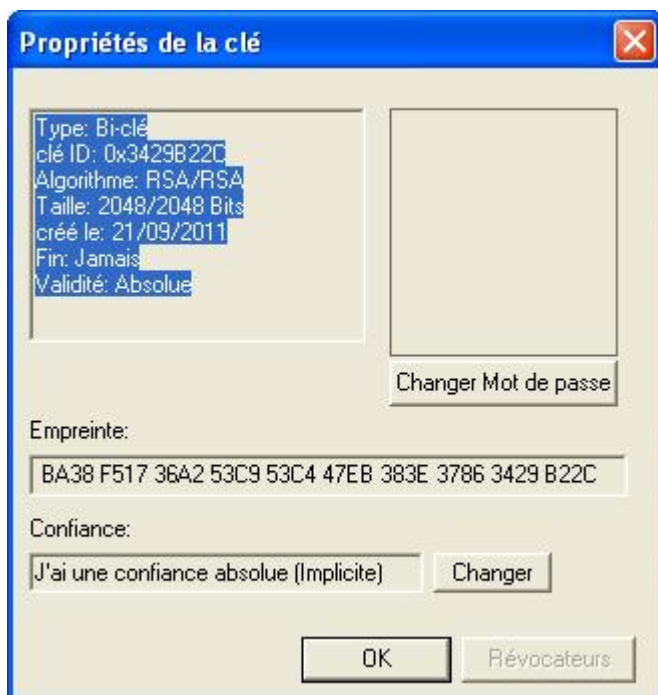 Propriétés de la clé
Type: Bi-clé
clé ID: 0x3429B22C
Algorithme: RSA/RSA
Taille: 2048/2048 Bits
créé le: 21/09/2011
Fin: Jamais
Validité: Absolue
Changer Mot de passe
Empreinte:
BA38 F517 36A2 53C9 53C4 47EB 383E 3786 3429 B22C
Confiance:
J'ai une confiance absolue (Implicite)
Changer
OK
Révocateurs